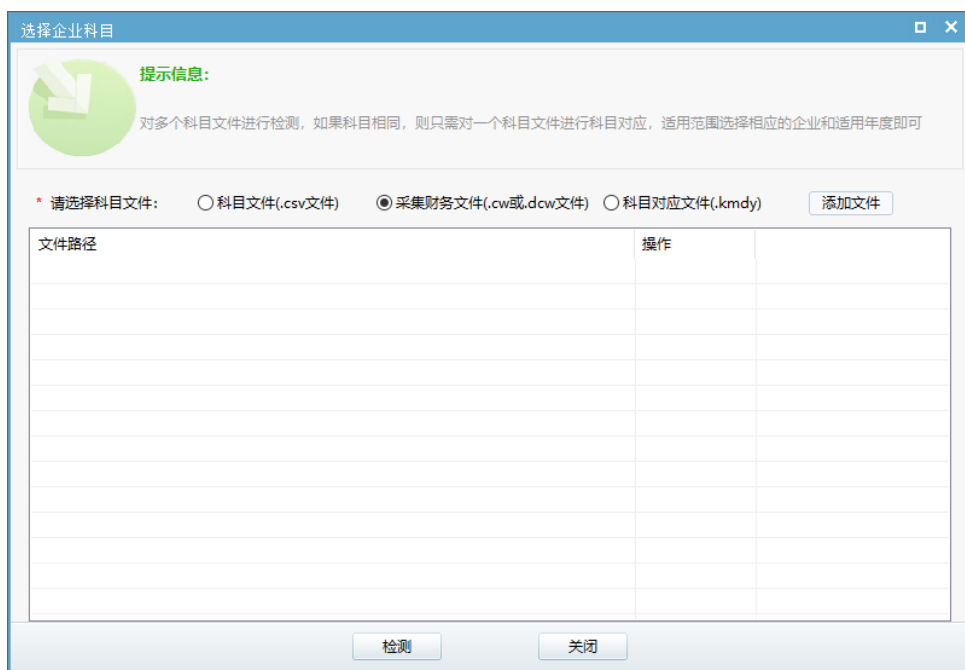 选择企业科目
提示信息：
对多个科目文件进行检测，如果科目相同，则只需对一个科目文件进行科目对应，适用范围选择相应的企业和适用年度即可
* 请选择科目文件： 科目文件(.csv文件) 采集财务文件(.cw或.dcw文件) 科目对应文件(.kmdy) 添加文件
文件路径 操作
检测 关闭